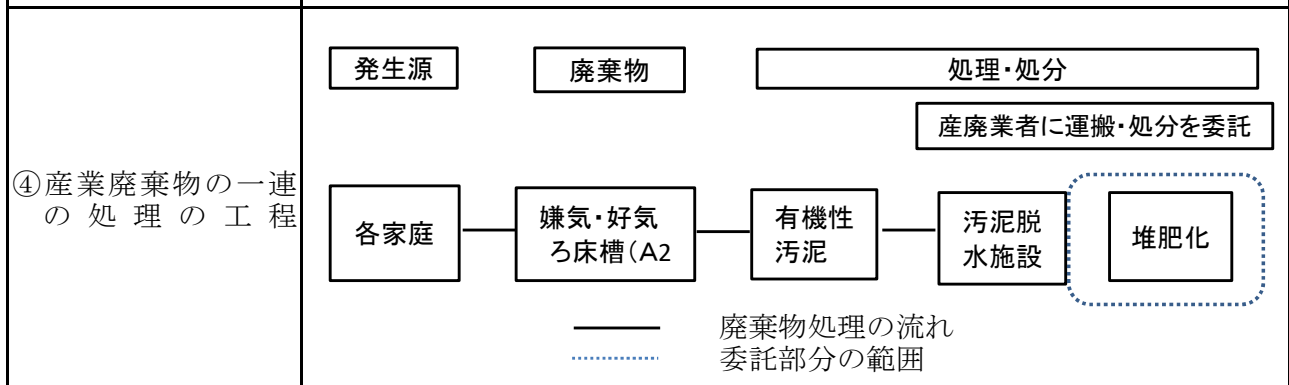 ④産業廃棄物の一連
の処理の工程
発生源
廃棄物
処理・処分
産廃業者に運搬・処分を委託
各家庭
嫌気・好気
ろ床槽(A2
有機性
汚泥
汚泥脱
水施設
堆肥化
廃棄物処理の流れ
委託部分の範囲